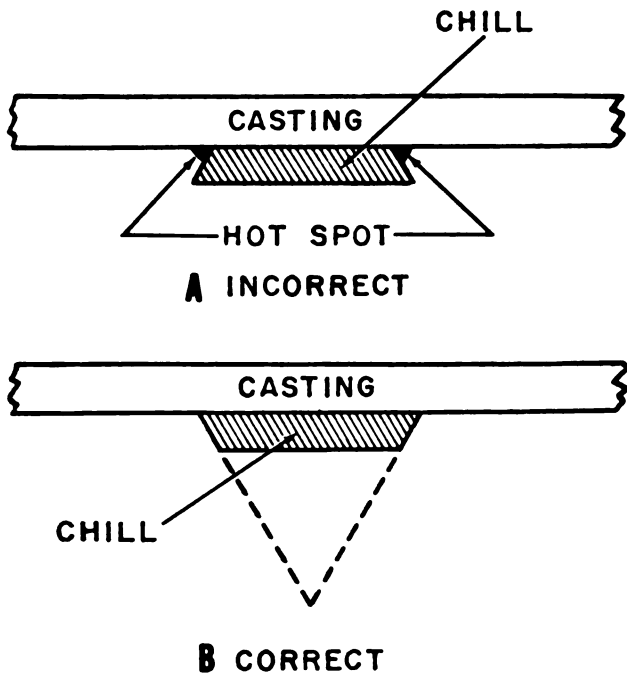 CHILL
CASTING
HOT SPOT
A INCORRECT
CASTING
CHILL
B CORRECT